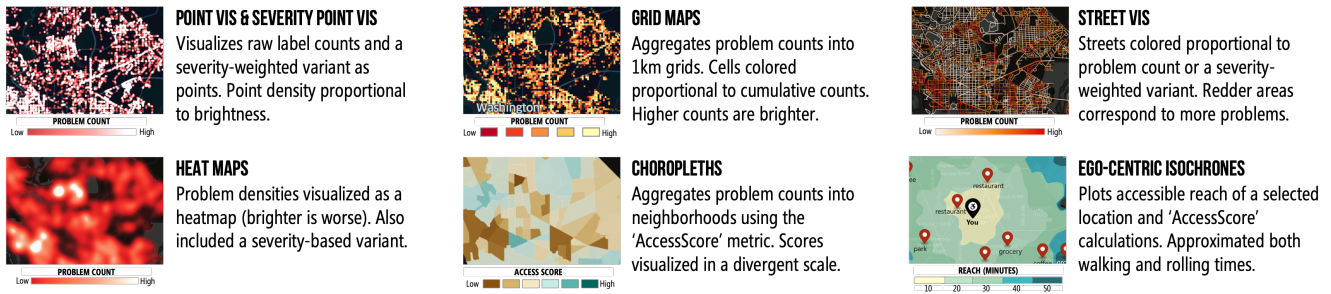 POINT VIS & SEVERITY POINT VIS
Visualizes raw label counts and a
severity-weighted variant as
points. Point density proportional
to brightness.
PROBLEM COUNT
Low High
GRID MAPS
Aggregates problem counts into
1km grids. Cells colored
proportional to cumulative counts.
Higher counts are brighter.
Washington
PROBLEM COUNT
Low High
STREET VIS
Streets colored proportional to
problem count or a severity-
weighted variant. Redder areas
correspond to more problems.
PROBLEM COUNT
Low High
HEAT MAPS
Problem densities visualized as a
heatmap (brighter is worse). Also
included a severity-based variant.
PROBLEM COUNT
Low High
CHOROPLETHS
Aggregates problem counts into
neighborhoods using the
'AccessScore' metric. Scores
visualized in a divergent scale.
ACCESS SCORE
Low High
EGO-CENTRIC ISOCHRONES
Plots accessible reach of a selected
location and 'AccessScore'
calculations. Approximated both
walking and rolling times.
restaurant
restaurant
You
park
grocery
REACH (MINUTES)
10 20 30 40 50